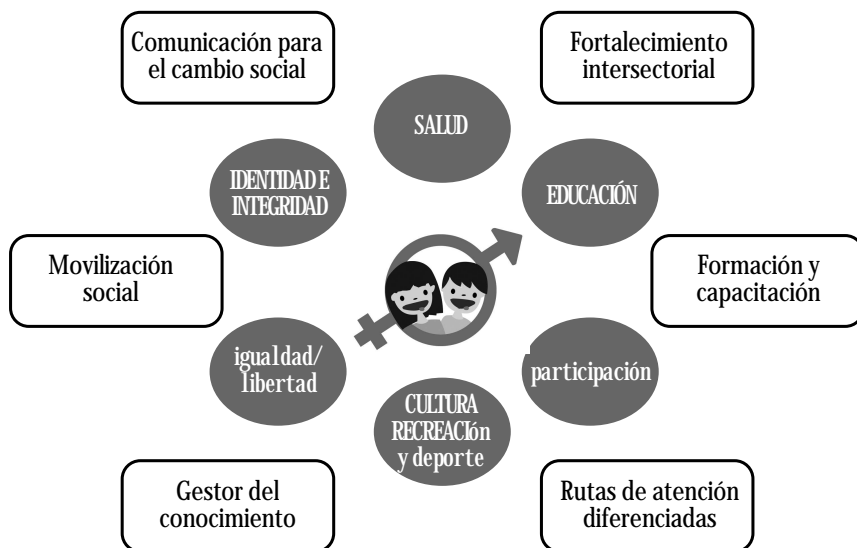 Comunicación para
el cambio social
Fortalecimiento
intersectorial
SALUD
IDENTIDAD E
INTEGRIDAD
EDUCACIÓN
Movilización
social
Formación y
capacitación
igualdad/
libertad
participación
CULTURA
RECREACIón
y deporte
Gestor del
conocimiento
Rutas de atención
diferenciadas